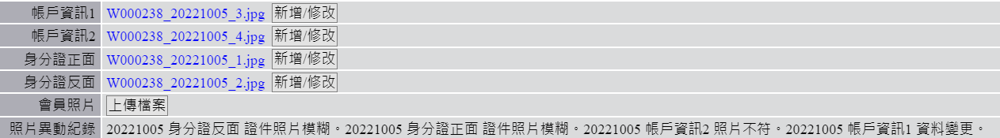 帳戶資訊1 W000238_20221005_3.jpg 新增/修改
帳戶資訊2 W000238_20221005_4.jpg 新增/修改
身分證正面 W000238_20221005_1.jpg 新增/修改
身分證反面 W000238_20221005_2.jpg 新增/修改
會員照片 上傳檔案
照片異動紀錄 20221005 身分證反面 證件照片模糊。20221005 身分證正面 證件照片模糊。20221005 帳戶資訊2 照片不符。20221005 帳戶資訊1 資料變更。